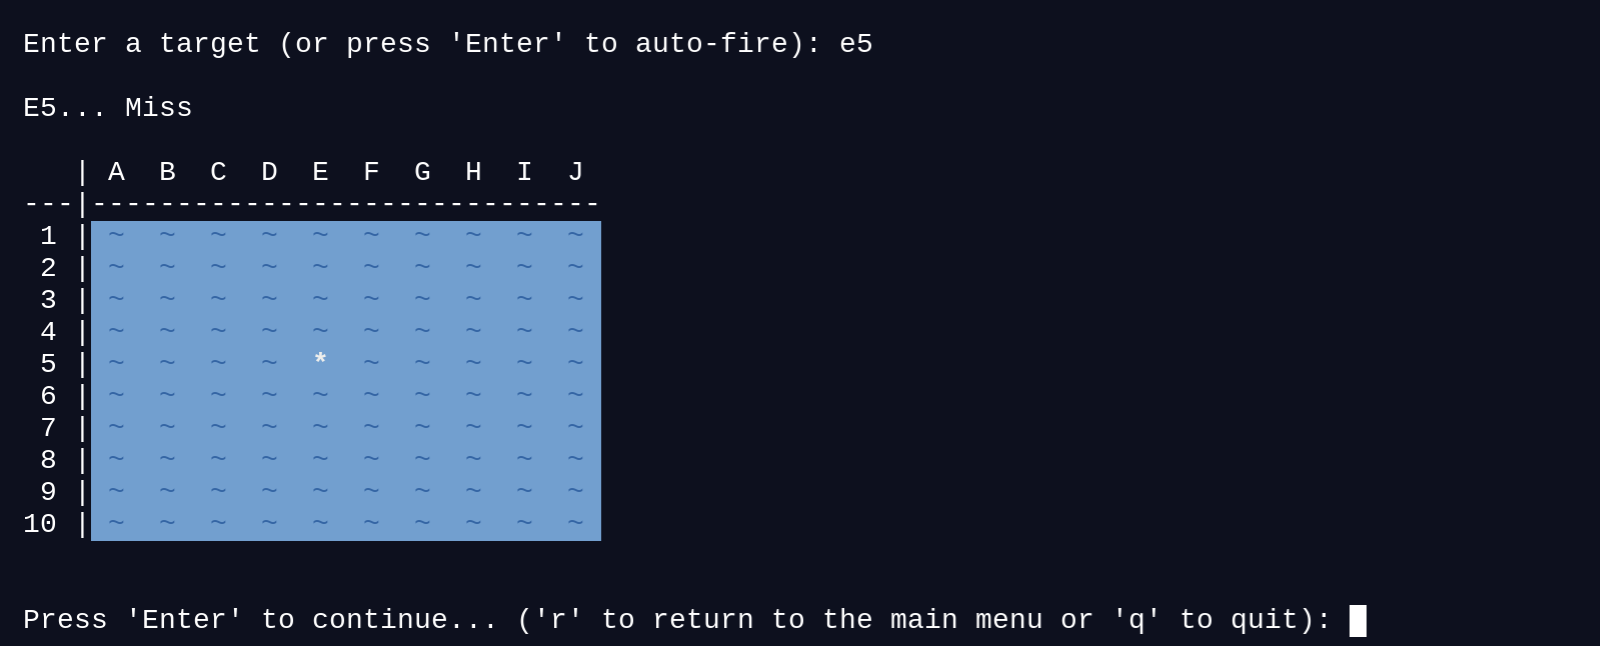 Enter a target (or press 'Enter' to auto-fire): e5
E5... Miss
   | A  B  C  D  E  F  G  H  I  J
---|------------------------------
 1 | ~  ~  ~  ~  ~  ~  ~  ~  ~  ~
 2 | ~  ~  ~  ~  ~  ~  ~  ~  ~  ~
 3 | ~  ~  ~  ~  ~  ~  ~  ~  ~  ~
 4 | ~  ~  ~  ~  ~  ~  ~  ~  ~  ~
 5 | ~  ~  ~  ~  *  ~  ~  ~  ~  ~
 6 | ~  ~  ~  ~  ~  ~  ~  ~  ~  ~
 7 | ~  ~  ~  ~  ~  ~  ~  ~  ~  ~
 8 | ~  ~  ~  ~  ~  ~  ~  ~  ~  ~
 9 | ~  ~  ~  ~  ~  ~  ~  ~  ~  ~
10 | ~  ~  ~  ~  ~  ~  ~  ~  ~  ~
Press 'Enter' to continue... ('r' to return to the main menu or 'q' to quit):